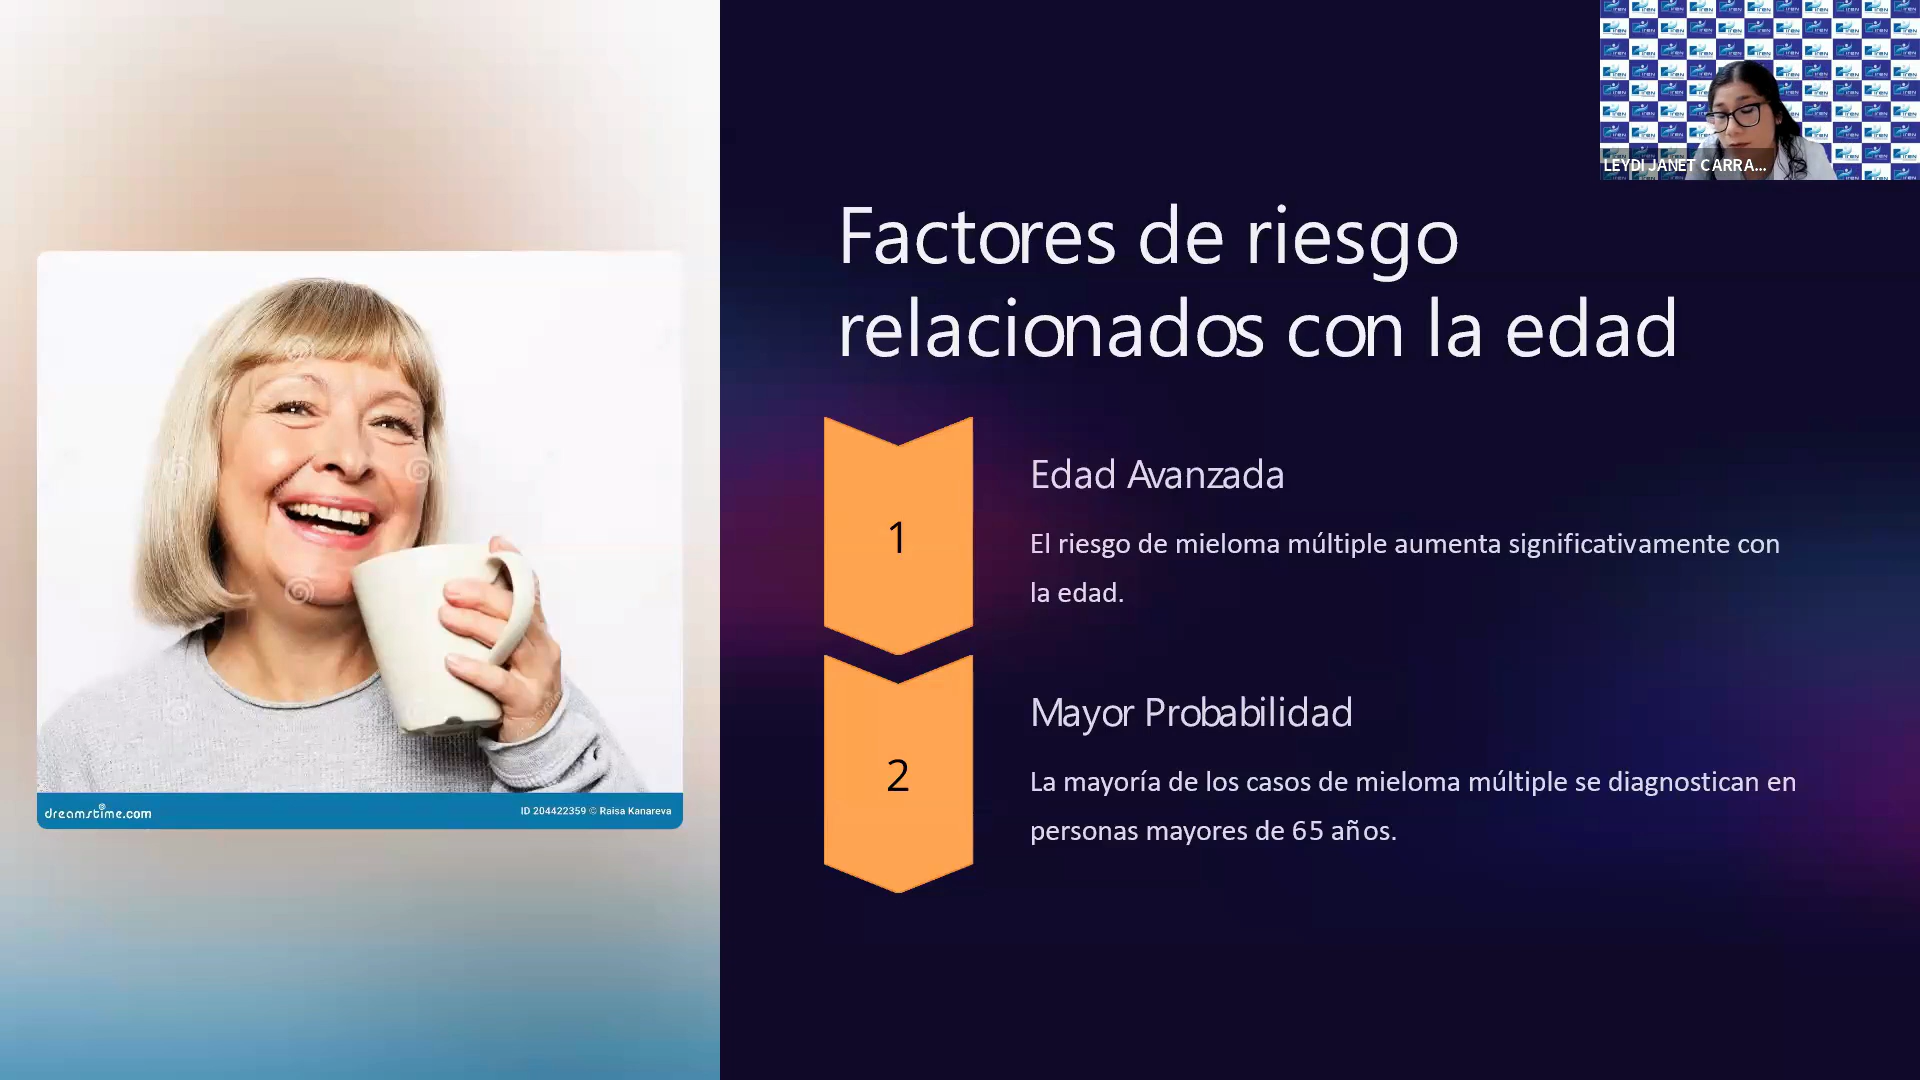 LEYDI JANET CARRA...
Factores de riesgo
relacionados con la edad
1
Edad Avanzada
El riesgo de mieloma múltiple aumenta significativamente con
la edad.
2
Mayor Probabilidad
La mayoría de los casos de mieloma múltiple se diagnostican en
personas mayores de 65 años.
dreamstime.com
ID 204422359 © Raisa Kanareva